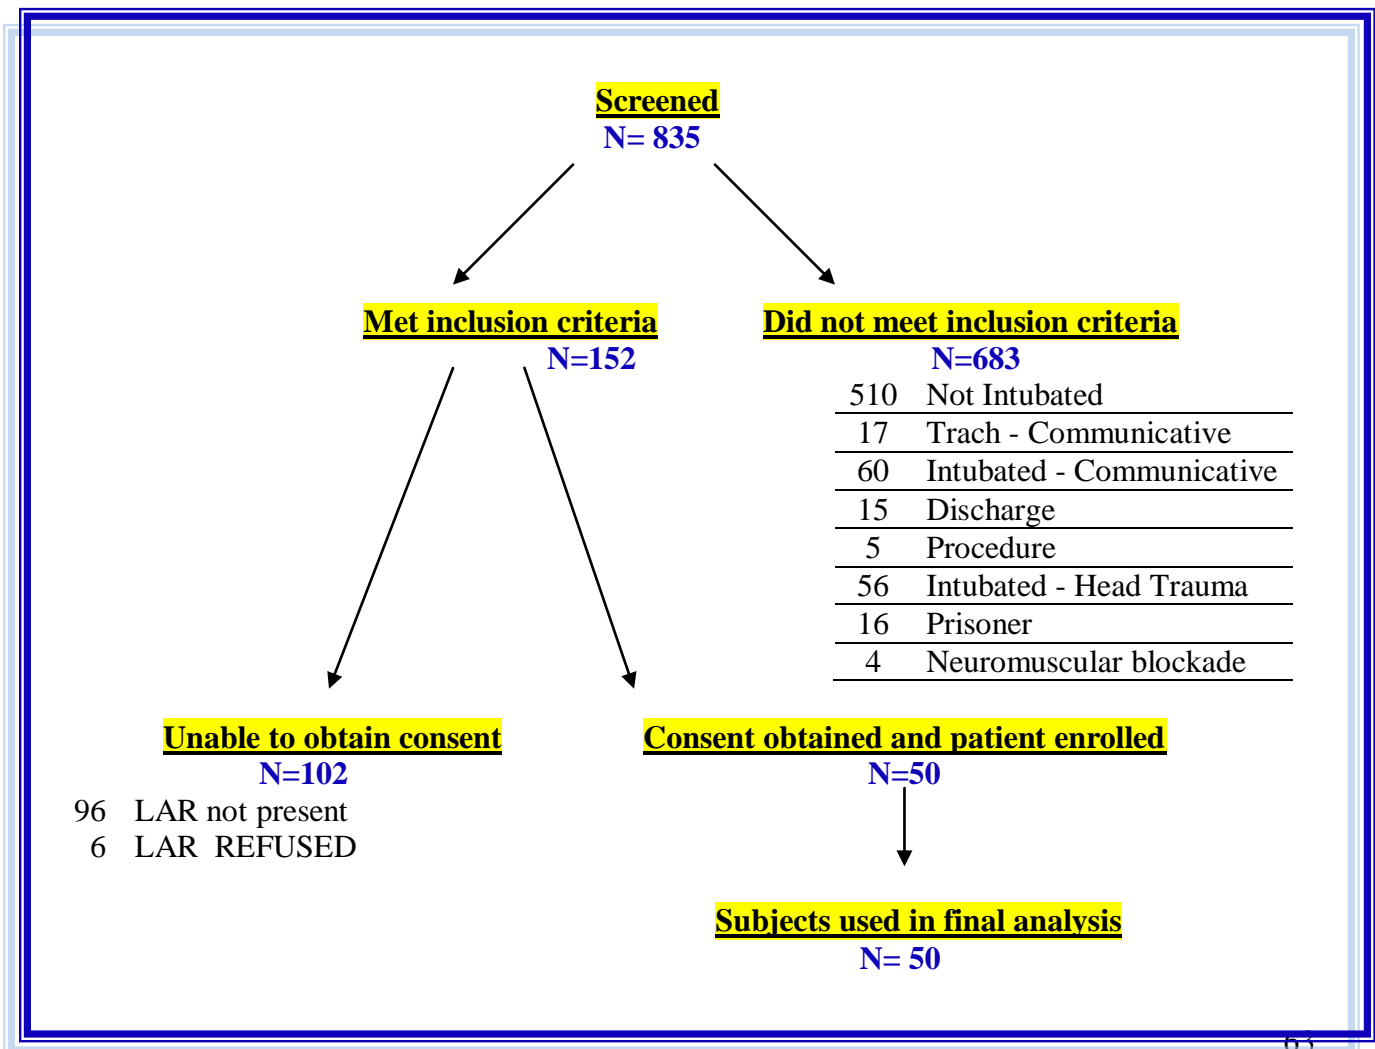 Screened
N= 835
Met inclusion criteria
N=152
Did not meet inclusion criteria
N=683
510 Not Intubated
17 Trach - Communicative
60 Intubated - Communicative
15 Discharge
5 Procedure
56 Intubated - Head Trauma
16 Prisoner
4 Neuromuscular blockade
Unable to obtain consent
N=102
96 LAR not present
6 LAR REFUSED
Consent obtained and patient enrolled
N=50
Subjects used in final analysis
N= 50
63